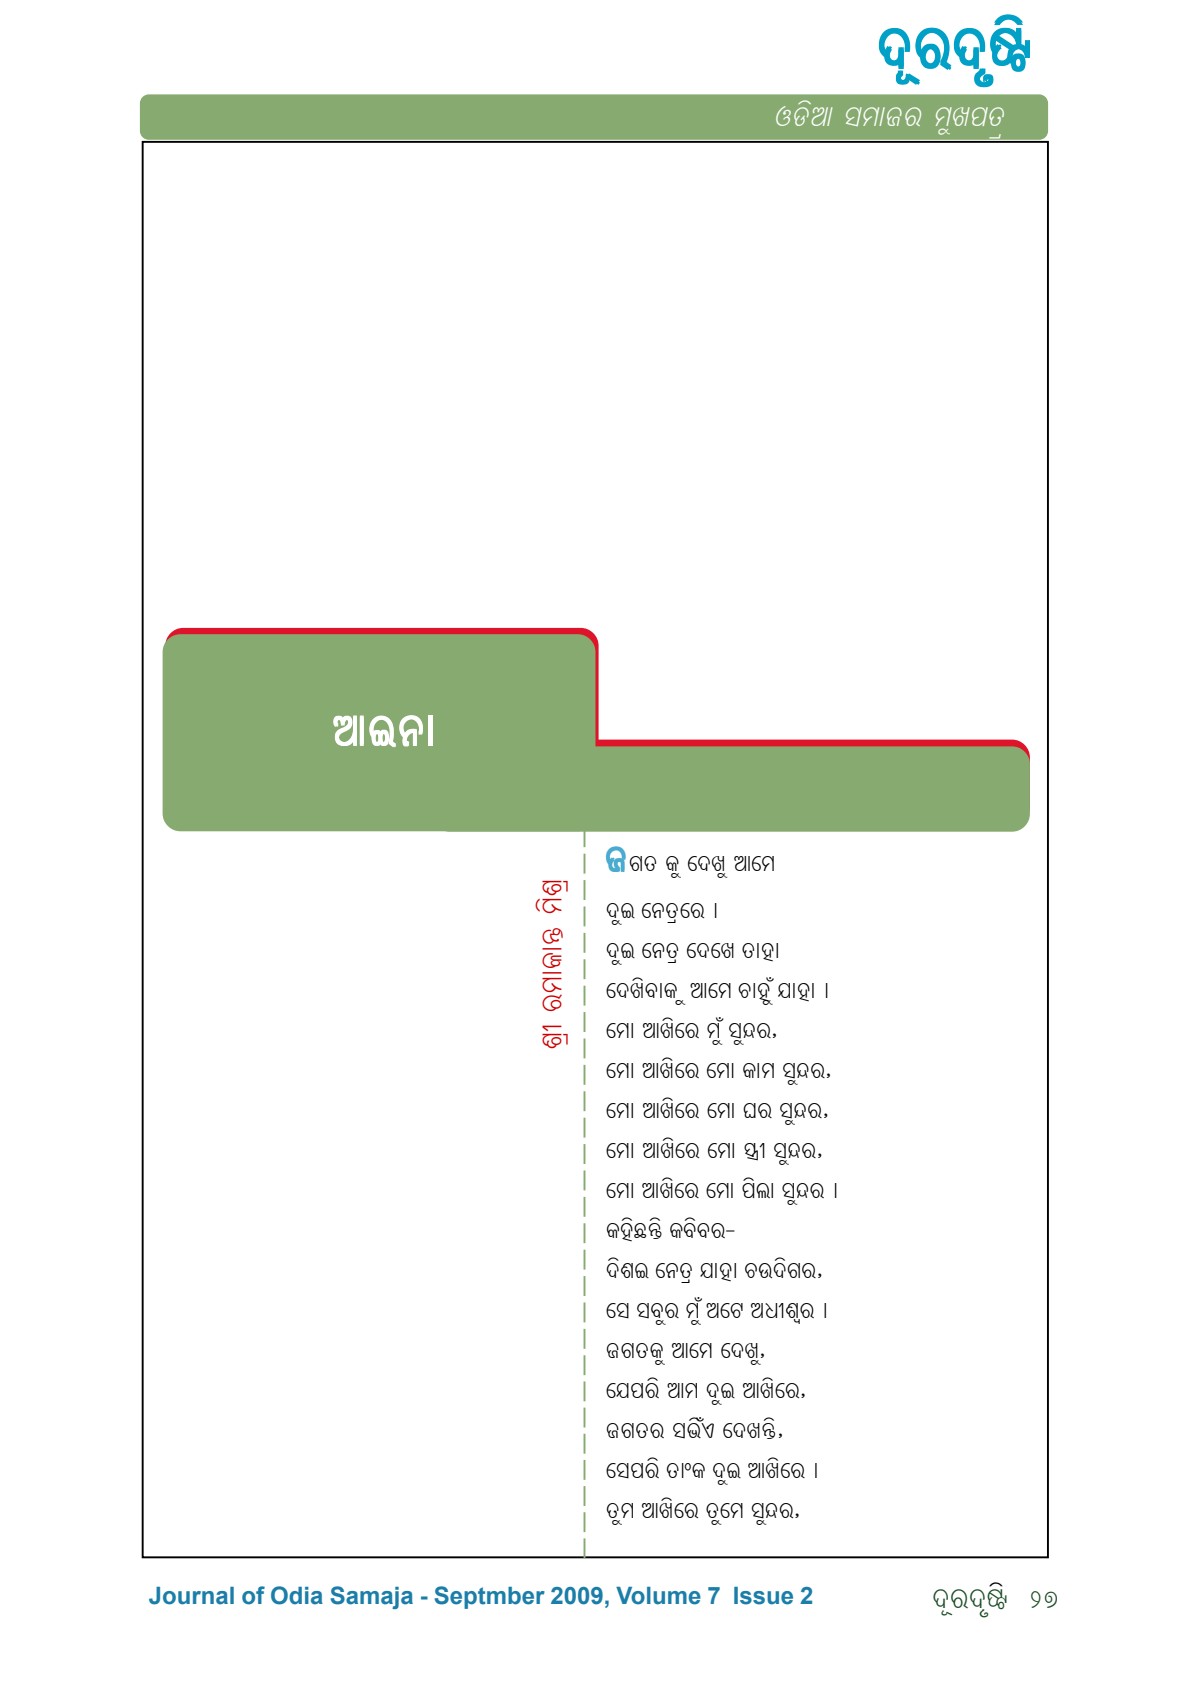 ଦୂରଦୃଷ୍ଟି
ଓଡିଆ ସମାଜର ମୁଖପତ୍ର
ଆଇନା
ଶ୍ରୀ ରମାକାନ୍ତ ମିଶ୍ର
ଜଗତ କୁ ଦେଖୁ ଆମେ
ଦୁଇ ନେତ୍ରରେ ।
ଦୁଇ ନେତ୍ର ଦେଖେ ତାହା
ଦେଖିବାକୁ ଆମେ ଚାହୁଁ ଯାହା ।
ମୋ ଆଖିରେ ମୁଁ ସୁନ୍ଦର,
ମୋ ଆଖିରେ ମୋ କାମ ସୁନ୍ଦର,
ମୋ ଆଖିରେ ମୋ ଘର ସୁନ୍ଦର,
ମୋ ଆଖିରେ ମୋ ସ୍ତ୍ରୀ ସୁନ୍ଦର,
ମୋ ଆଖିରେ ମୋ ପିଲା ସୁନ୍ଦର ।
କହିଛନ୍ତି କବିବର–
ଦିଶଇ ନେତ୍ର ଯାହା ଚଉଦିଗର,
ସେ ସବୁର ମୁଁ ଅଟେ ଅଧୀଶ୍ୱର ।
ଜଗତକୁ ଆମେ ଦେଖୁ,
ଯେପରି ଆମ ଦୁଇ ଆଖିରେ,
ଜଗତର ସଭିଁଏ ଦେଖନ୍ତି,
ସେପରି ତାଂକ ଦୁଇ ଆଖିରେ ।
ତୁମ ଆଖିରେ ତୁମେ ସୁନ୍ଦର,
Journal of Odia Samaja - Septmber 2009, Volume 7 Issue 2 ଦୂରଦୃଷ୍ଟି ୨୭